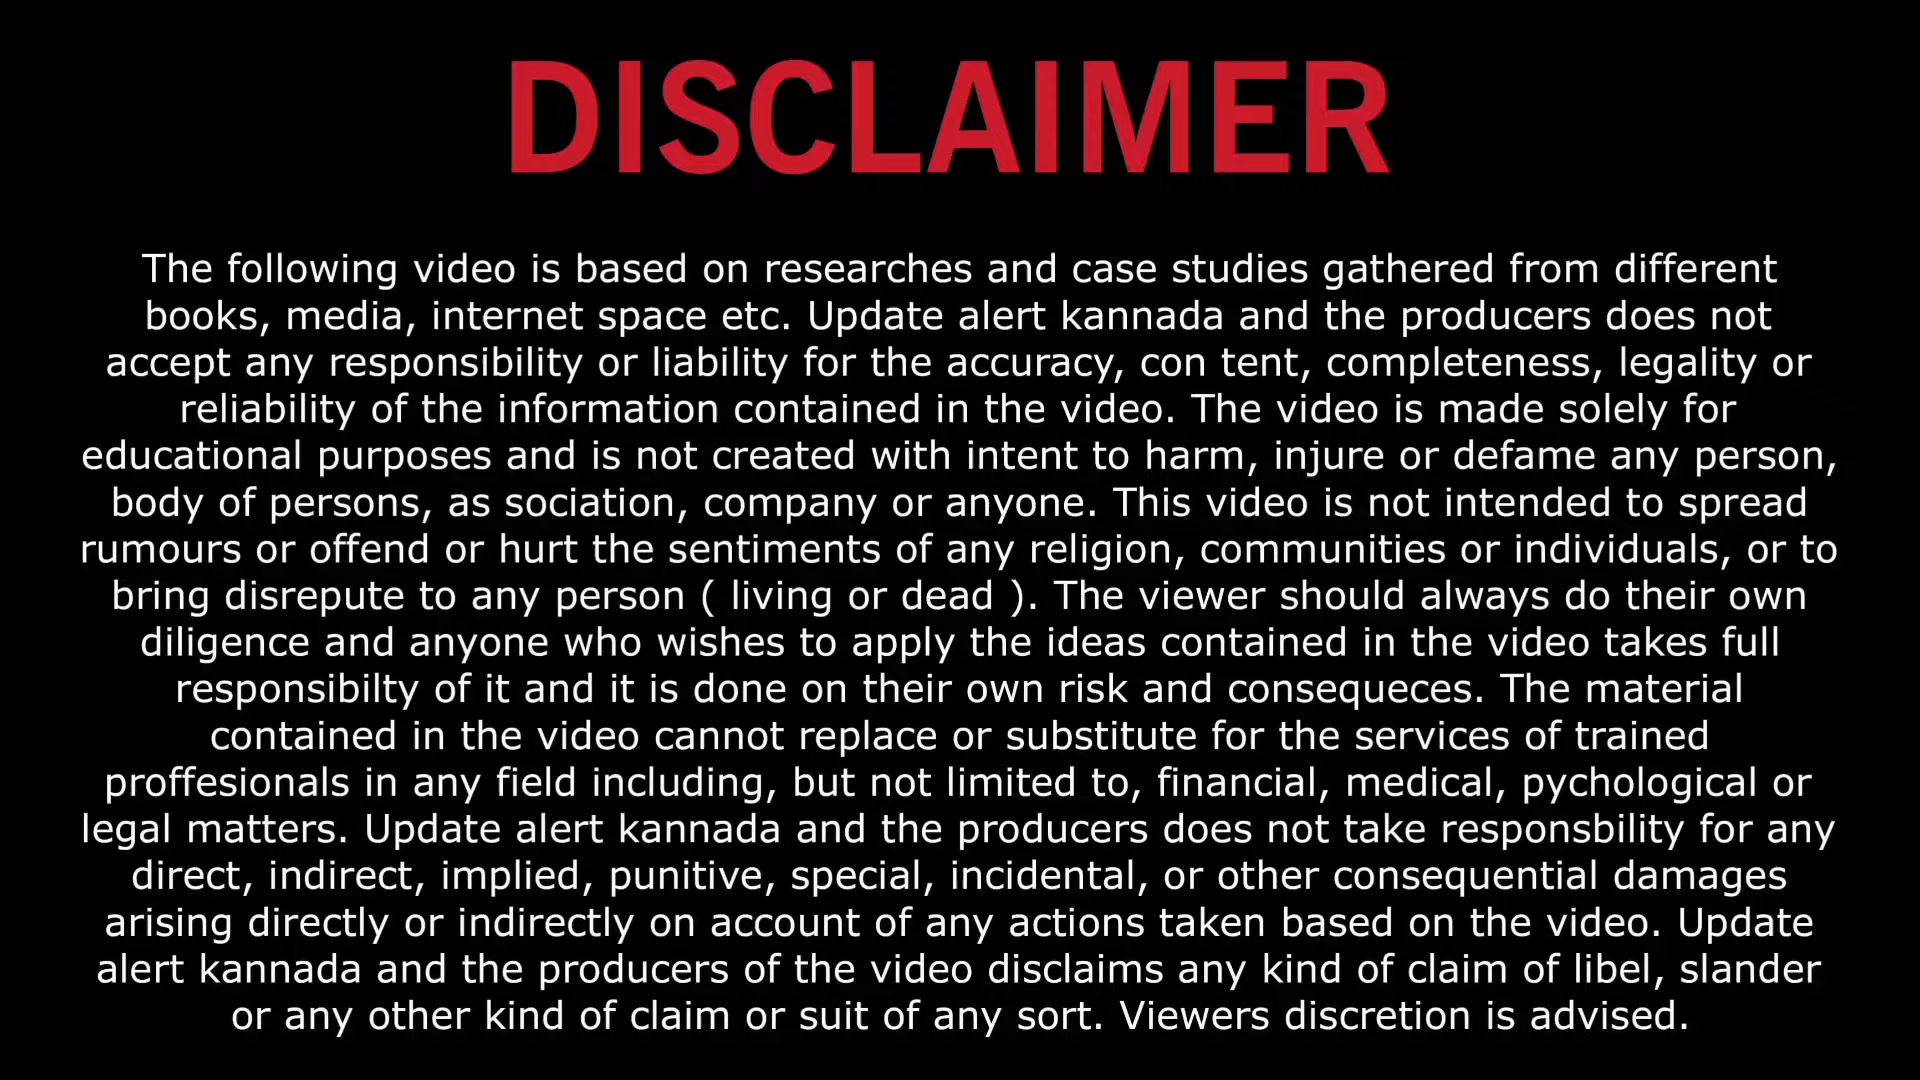 DISCLAIMER
The following video is based on researches and case studies gathered from different
books, media, internet space etc. Update alert kannada and the producers does not
accept any responsibility or liability for the accuracy, con tent, completeness, legality or
reliability of the information contained in the video. The video is made solely for
educational purposes and is not created with intent to harm, injure or defame any person,
body of persons, as sociation, company or anyone. This video is not intended to spread
rumours or offend or hurt the sentiments of any religion, communities or individuals, or to
bring disrepute to any person ( living or dead ). The viewer should always do their own
diligence and anyone who wishes to apply the ideas contained in the video takes full
responsibilty of it and it is done on their own risk and consequeces. The material
contained in the video cannot replace or substitute for the services of trained
proffesionals in any field including, but not limited to, financial, medical, pychological or
legal matters. Update alert kannada and the producers does not take responsbility for any
direct, indirect, implied, punitive, special, incidental, or other consequential damages
arising directly or indirectly on account of any actions taken based on the video. Update
alert kannada and the producers of the video disclaims any kind of claim of libel, slander
or any other kind of claim or suit of any sort. Viewers discretion is advised.